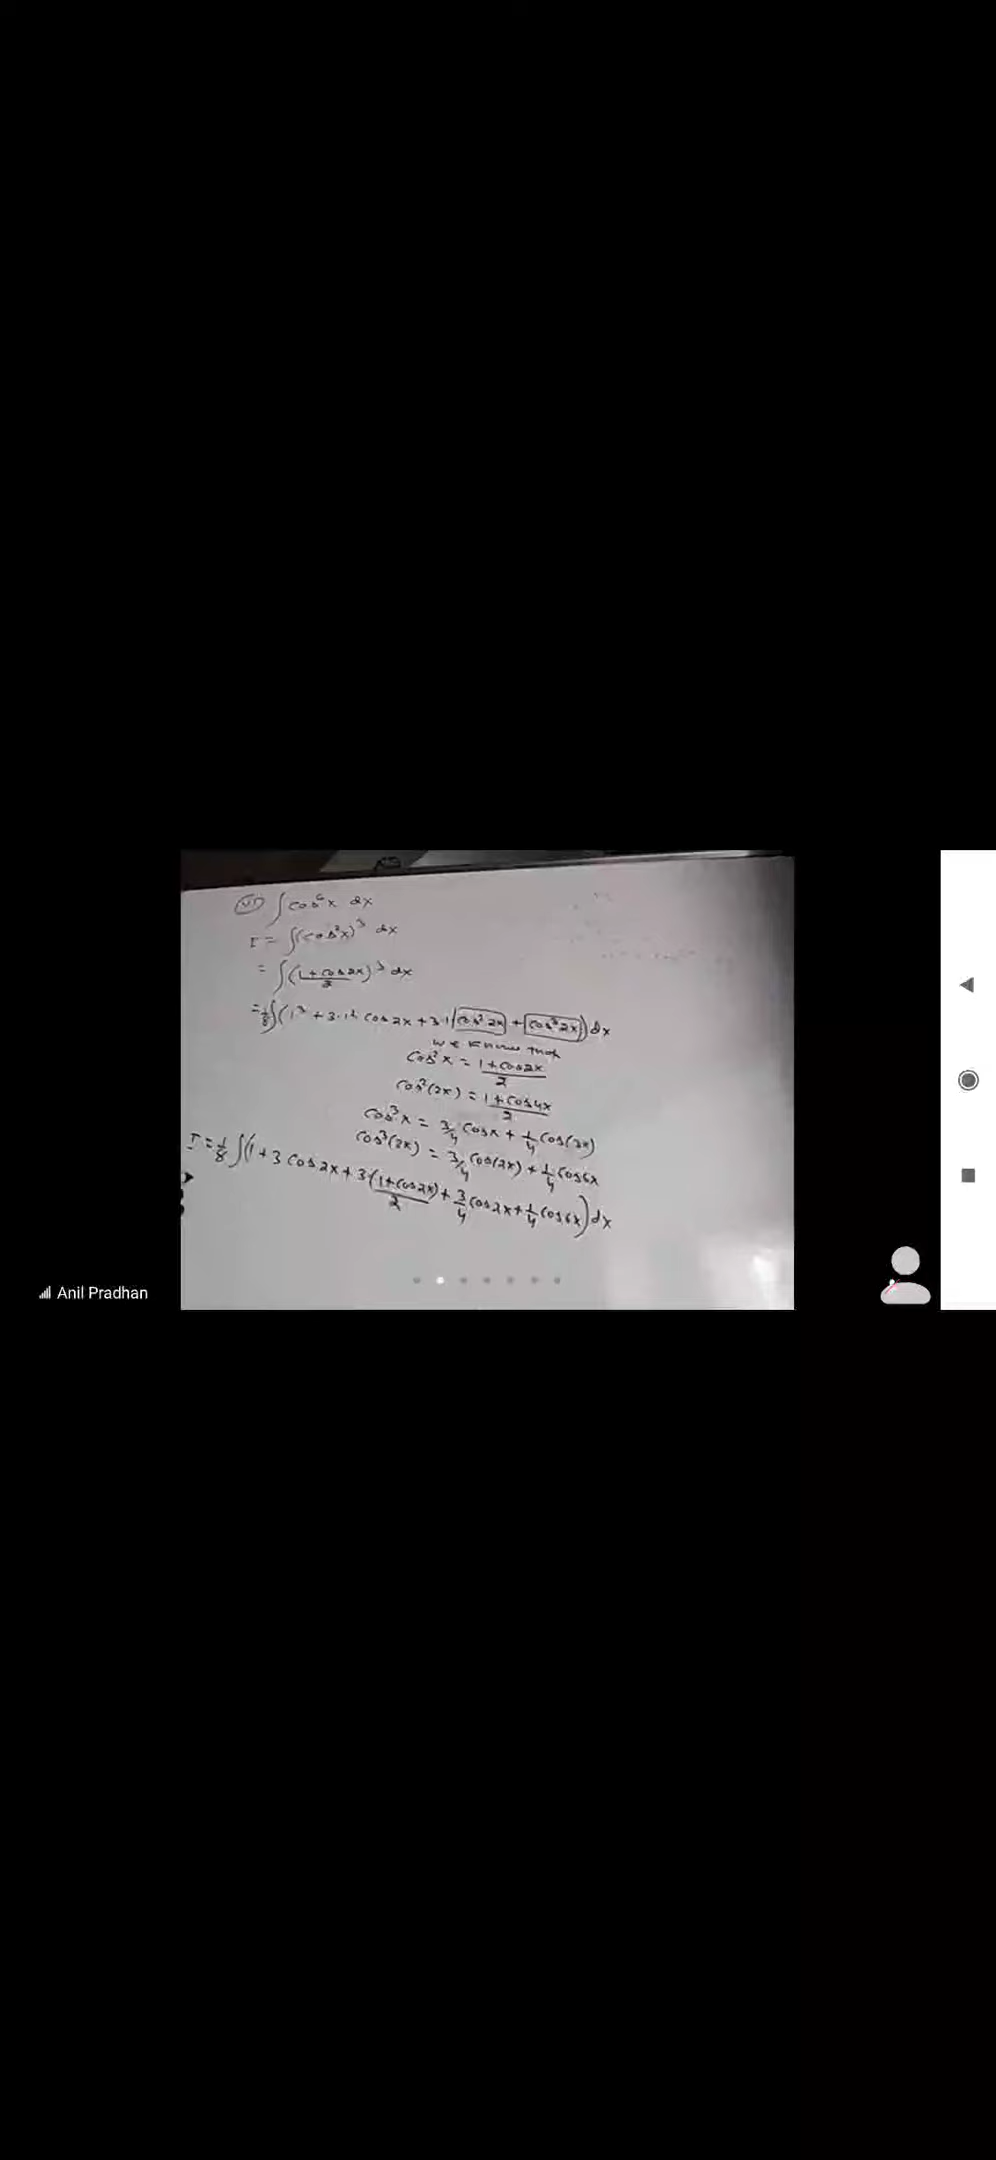 vi) ∫ cos⁶x dx
I = ∫(cos²x)³ dx
= ∫(1+cos2x/2)³ dx
= 1/8 ∫(1³ + 3·1² cos2x + 3·1 cos²2x + cos³2x) dx
we know that
cos²x = 1+cos2x/2
cos²(2x) = 1+cos4x/2
cos³x = 3/4 cosx + 1/4 cos(3x)
cos³(2x) = 3/4 cos(2x) + 1/4 cos6x
I = 1/8 ∫(1 + 3 cos2x + 3·(1+cos2x)/2 + 3/4 cos2x + 1/4 cos6x) dx
Anil Pradhan